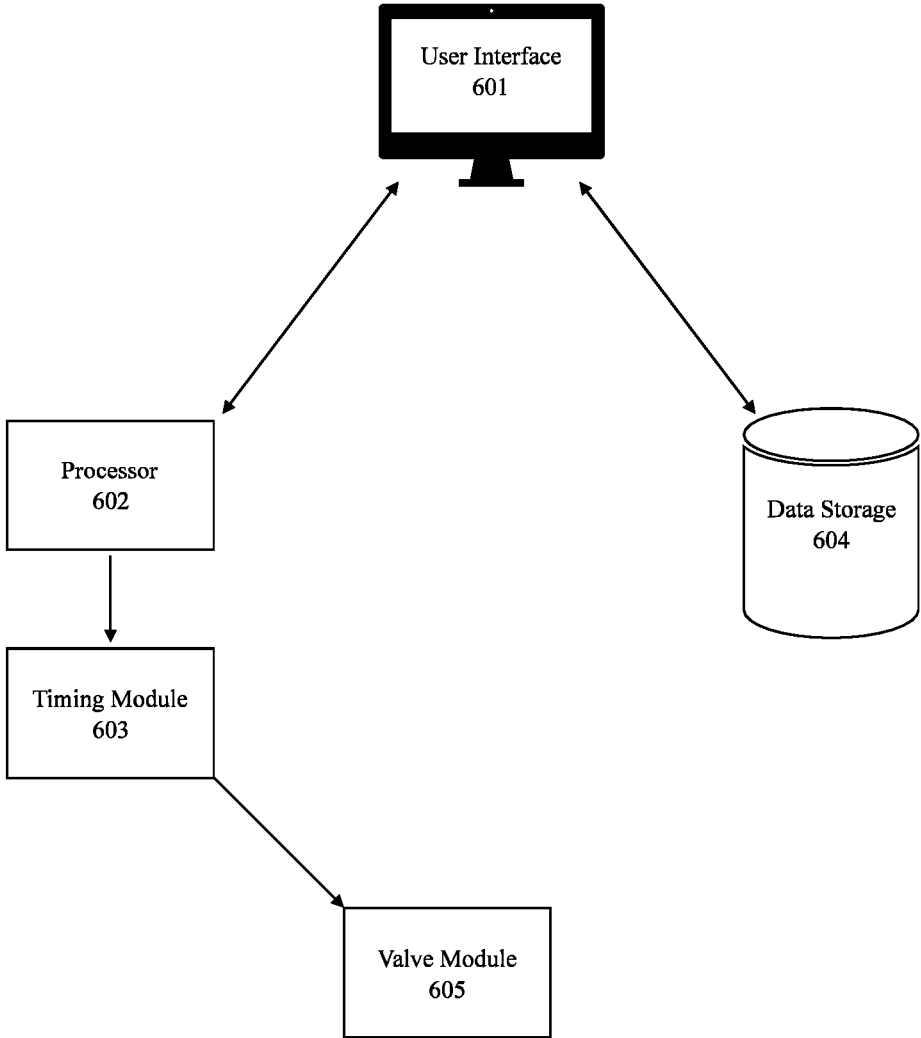 User Interface
601
Processor
602
Data Storage
604
Timing Module
603
Valve Module
605